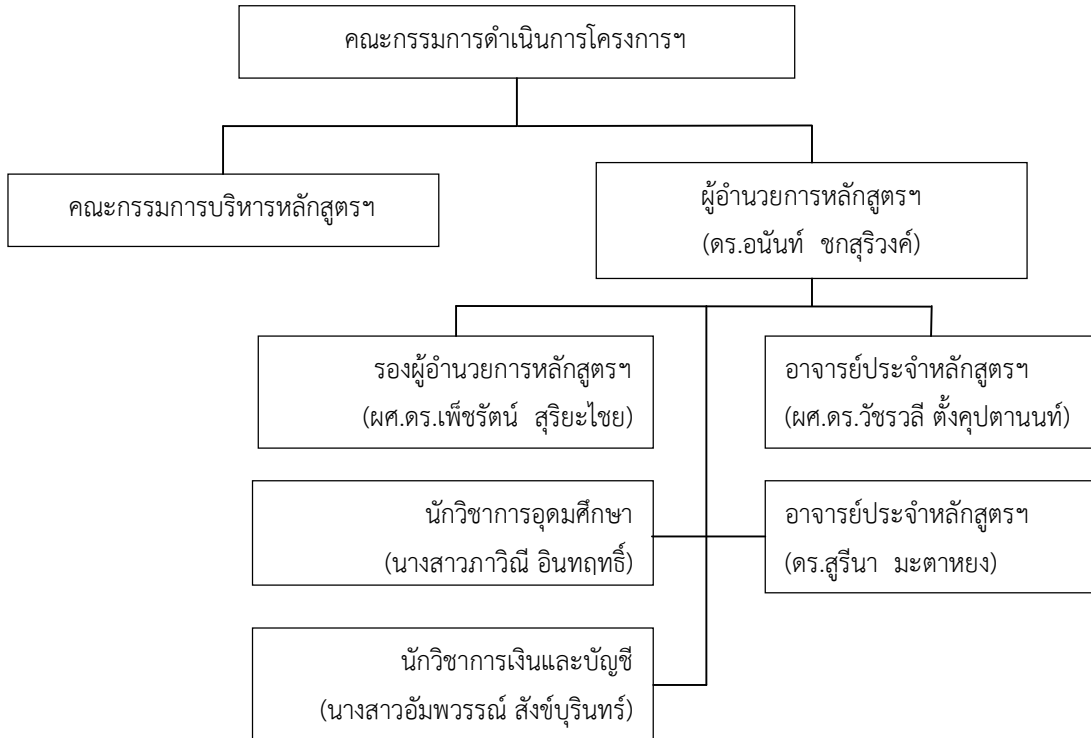 คณะกรรมการดำเนินการโครงการฯ
คณะกรรมการบริหารหลักสูตรฯ
ผู้อำนวยการหลักสูตรฯ
(ดร.อนันท์ ชกสุริวงค์)
รองผู้อำนวยการหลักสูตรฯ
(ผศ.ดร.เพ็ชรัตน์ สุริยะไชย)
อาจารย์ประจำหลักสูตรฯ
(ผศ.ดร.วัชรวลี ตั้งคุปตานนท์)
นักวิชาการอุดมศึกษา
(นางสาวภาวิณี อินทฤทธิ์)
อาจารย์ประจำหลักสูตรฯ
(ดร.สูรีนา มะตาหยง)
นักวิชาการเงินและบัญชี
(นางสาวอัมพวรรณ์ สังข์บุรินทร์)